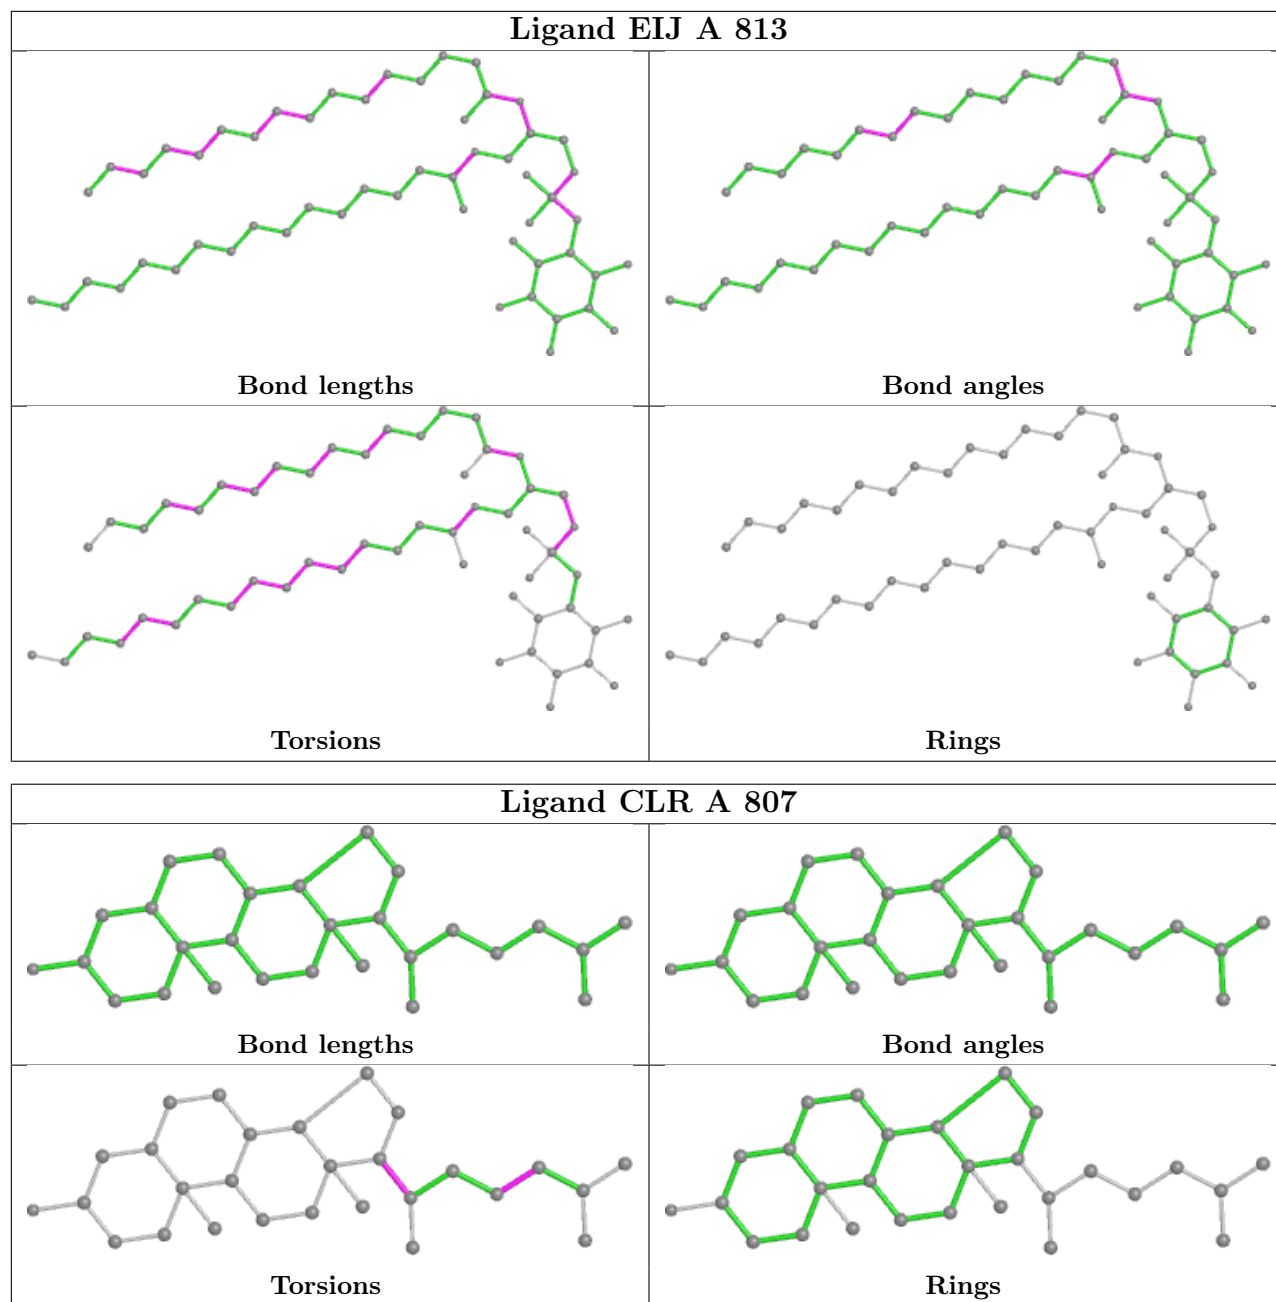 Ligand EIJ A 813
Bond lengths
Bond angles
Torsions
Rings
Ligand CLR A 807
Bond lengths
Bond angles
Torsions
Rings